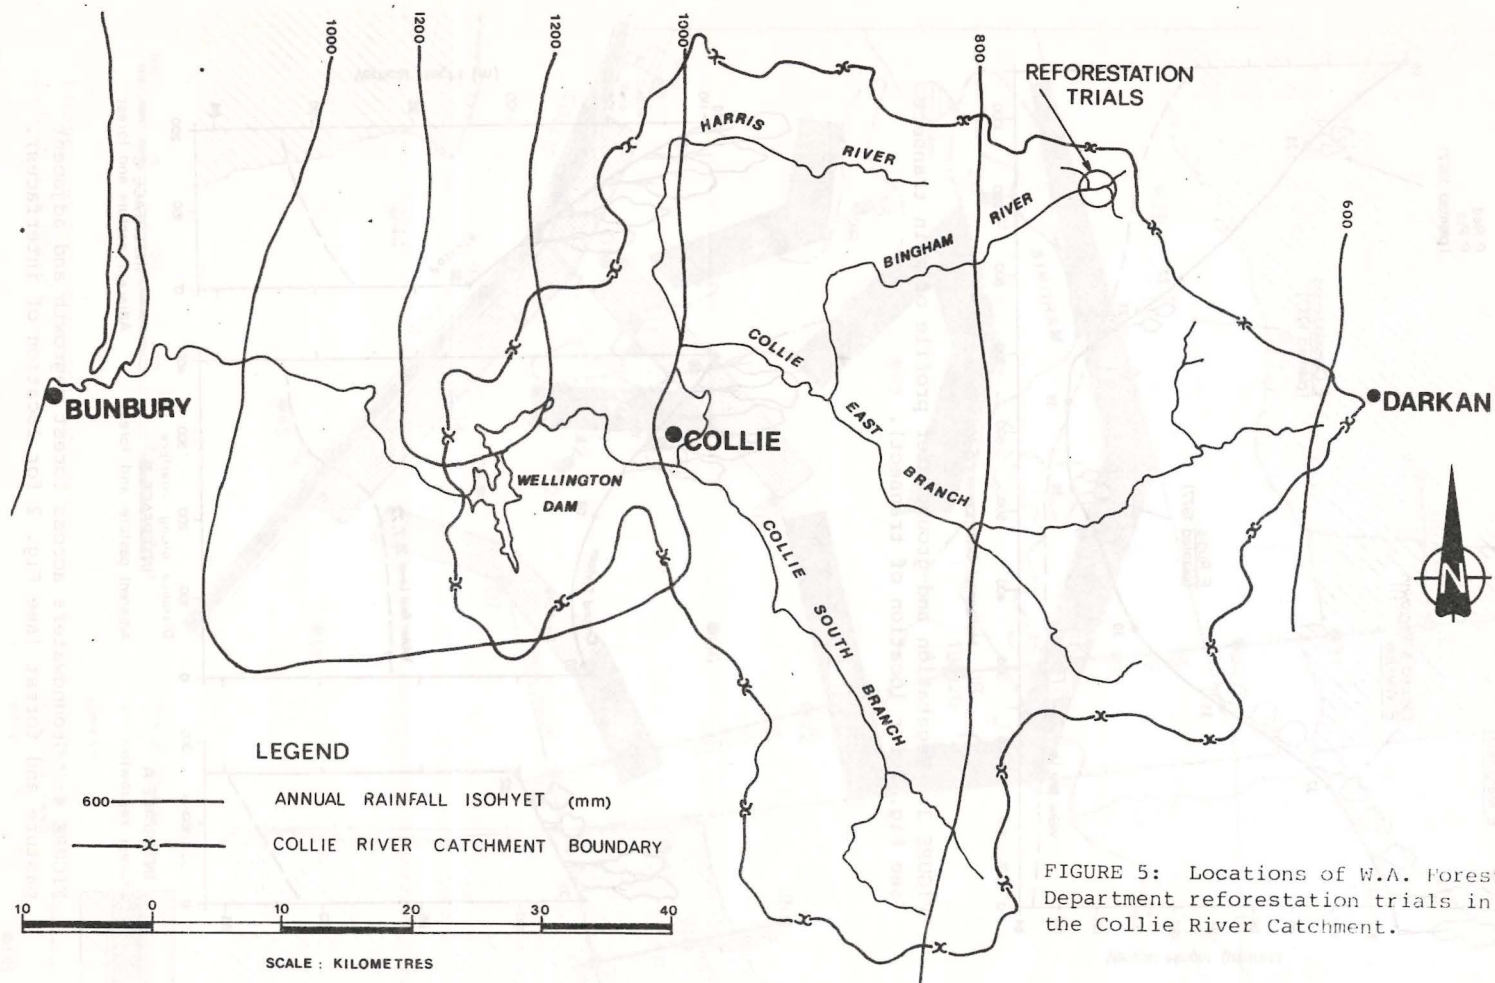 1000
1200
1200
1000
800
REFORESTATION
TRIALS
HARRIS
RIVER
600
BINGHAM
RIVER
COLLIE
EAST
BRANCH
BUNBURY
COLLIE
DARKAN
WELLINGTON
DAM
COLLIE
SOUTH
BRANCH
N
LEGEND
600 ANNUAL RAINFALL ISOHYET (mm)
x COLLIE RIVER CATCHMENT BOUNDARY
10 0 10 20 30 40
SCALE : KILOMETRES
FIGURE 5: Locations of W.A. Fores
Department reforestation trials in
the Collie River Catchment.